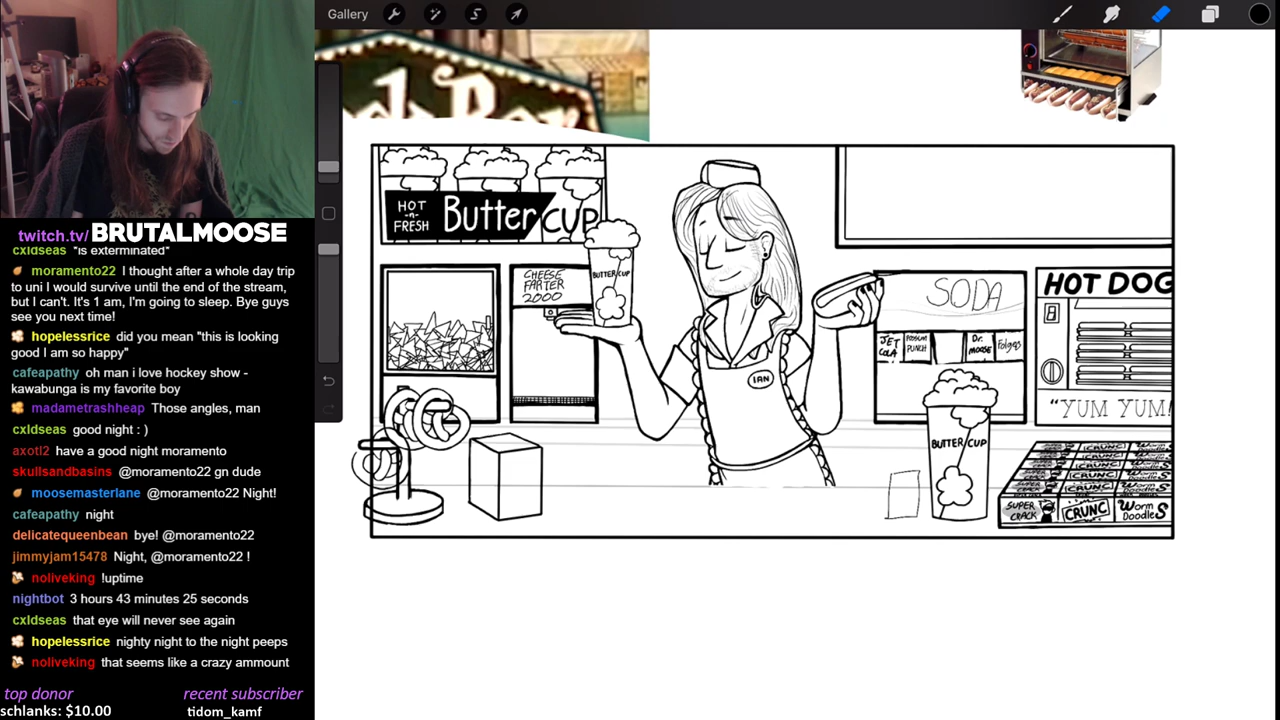 Gallery
twitch.tv/BRUTALMOOSE
cxldseas "is exterminated"
moramento22 I thought after a whole day trip
to uni I would survive until the end of the stream,
but I can't. It's 1 am, I'm going to sleep. Bye guys
see you next time!
hopelessrice did you mean "this is looking
good I am so happy"
cafeapathy oh man i love hockey show -
kawabunga is my favorite boy
madametrashheap Those angles, man
cxldseas good night : )
axotl2 have a good night moramento
skullsandbasins @moramento22 gn dude
moosemasterlane @moramento22 Night!
cafeapathy night
delicatequeenbean bye! @moramento22
jimmyjam15478 Night, @moramento22 !
noliveking !uptime
nightbot 3 hours 43 minutes 25 seconds
cxldseas that eye will never see again
hopelessrice nighty night to the night peeps
noliveking that seems like a crazy ammount
top donor
schlanks: $10.00
recent subscriber
tidom_kamf
HOT
-n-
FRESH
Butter CUP
CHEESE
FARTER
2000
BUTTER CUP
IAN
SODA
JET
COLA
POSSUM
PUNCH
Dr.
MOOSE
Folgers
HOT DOG
"YUM YUM!
BUTTER CUP
SUPER
CRACK
CRUNC
Worm
DoodleS